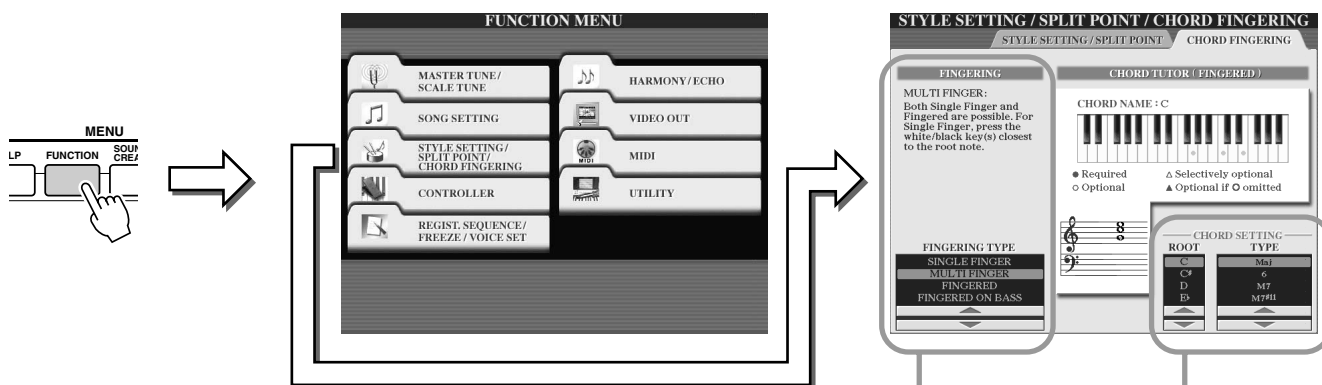 MENU
LP
FUNCTION
SOUN
CREA
FUNCTION MENU
MASTER TUNE/
SCALE TUNE
SONG SETTING
STYLE SETTING/
SPLIT POINT/
CHORD FINGERING
CONTROLLER
REGIST. SEQUENCE/
FREEZE / VOICE SET
HARMONY/ECHO
VIDEO OUT
MIDI
MIDI
UTILITY
STYLE SETTING / SPLIT POINT / CHORD FINGERING
STYLE SETTING / SPLIT POINT
CHORD FINGERING
FINGERING
MULTI FINGER:
Both Single Finger and
Fingered are possible. For
Single Finger, press the
white/black key(s) closest
to the root note.
FINGERING TYPE
SINGLE FINGER
MULTI FINGER
FINGERED
FINGERED ON BASS
CHORD TUTOR ( FINGERED )
CHORD NAME : C
● Required
△ Selectively optional
○ Optional
▲ Optional if ○ omitted
CHORD SETTING
ROOT
TYPE
C
Maj
C♯
6
D
M7
E♭
M7♯11